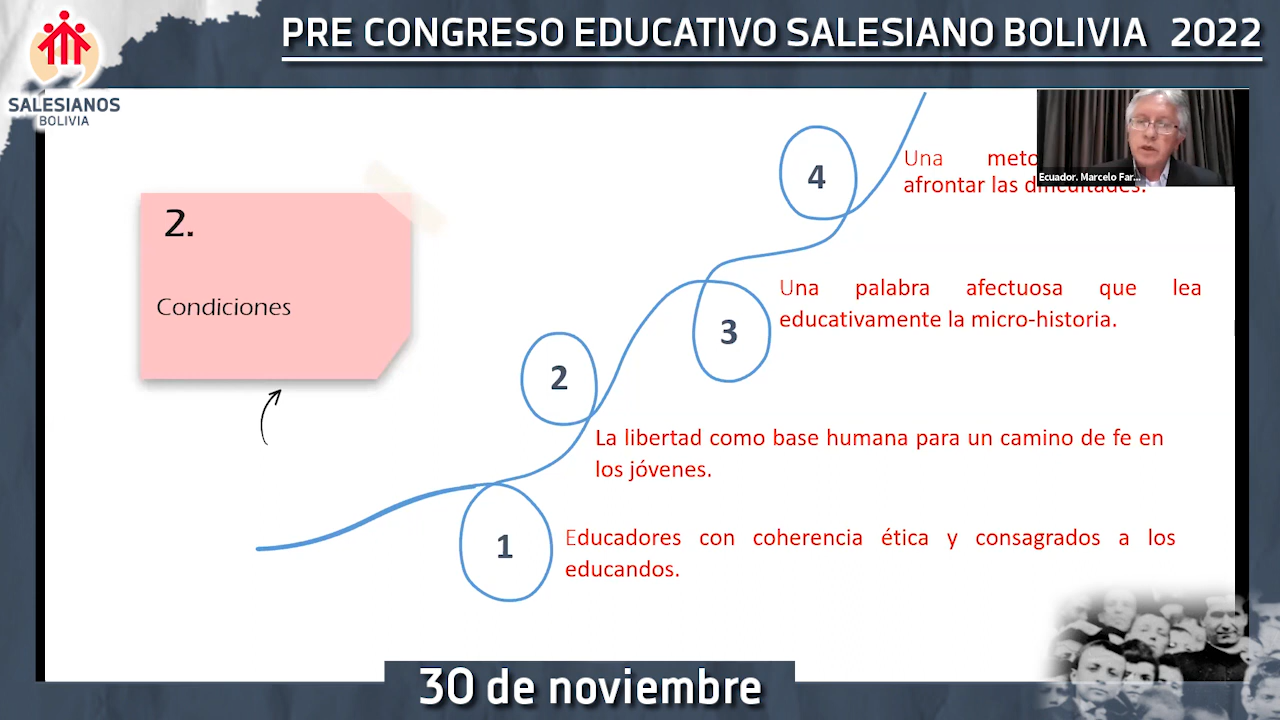 PRE CONGRESO EDUCATIVO SALESIANO BOLIVIA 2022
SALESIANOS
BOLIVIA
2.
Condiciones
4
Una
afrontar las dificultades.
Ecuador. Marcelo Far...
3
Una palabra afectuosa que lea
educativamente la micro-historia.
2
La libertad como base humana para un camino de fe en
los jóvenes.
1
Educadores con coherencia ética y consagrados a los
educandos.
30 de noviembre